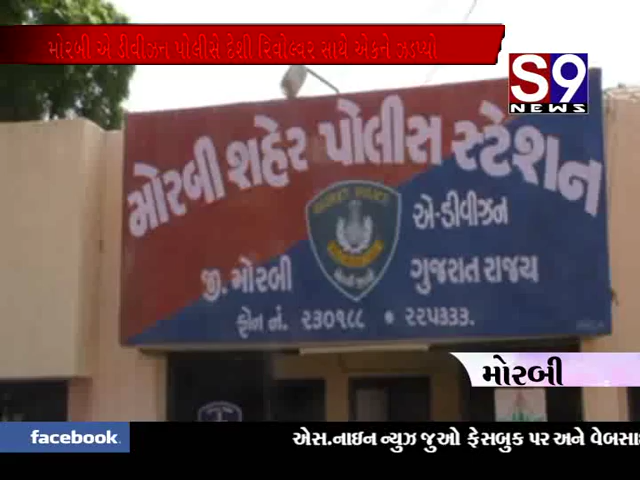 મોરબી એ ડીવીઝન પોલીસે દેશી રિવોલ્વર સાથે એકને ઝડપ્યો
S9
NEWS
મોરબી શહેર પોલીસ સ્ટેશન
એ-ડીવીઝન
જી. મોરબી
ગુજરાત રાજય
ફોન નં. ૨૩૦૧૮૮ * ૨૨૫૩૩૩.
મોરબી
facebook
એસ.નાઇન ન્યુઝ જુઓ ફેસબુક પર અને વેબસાઇ